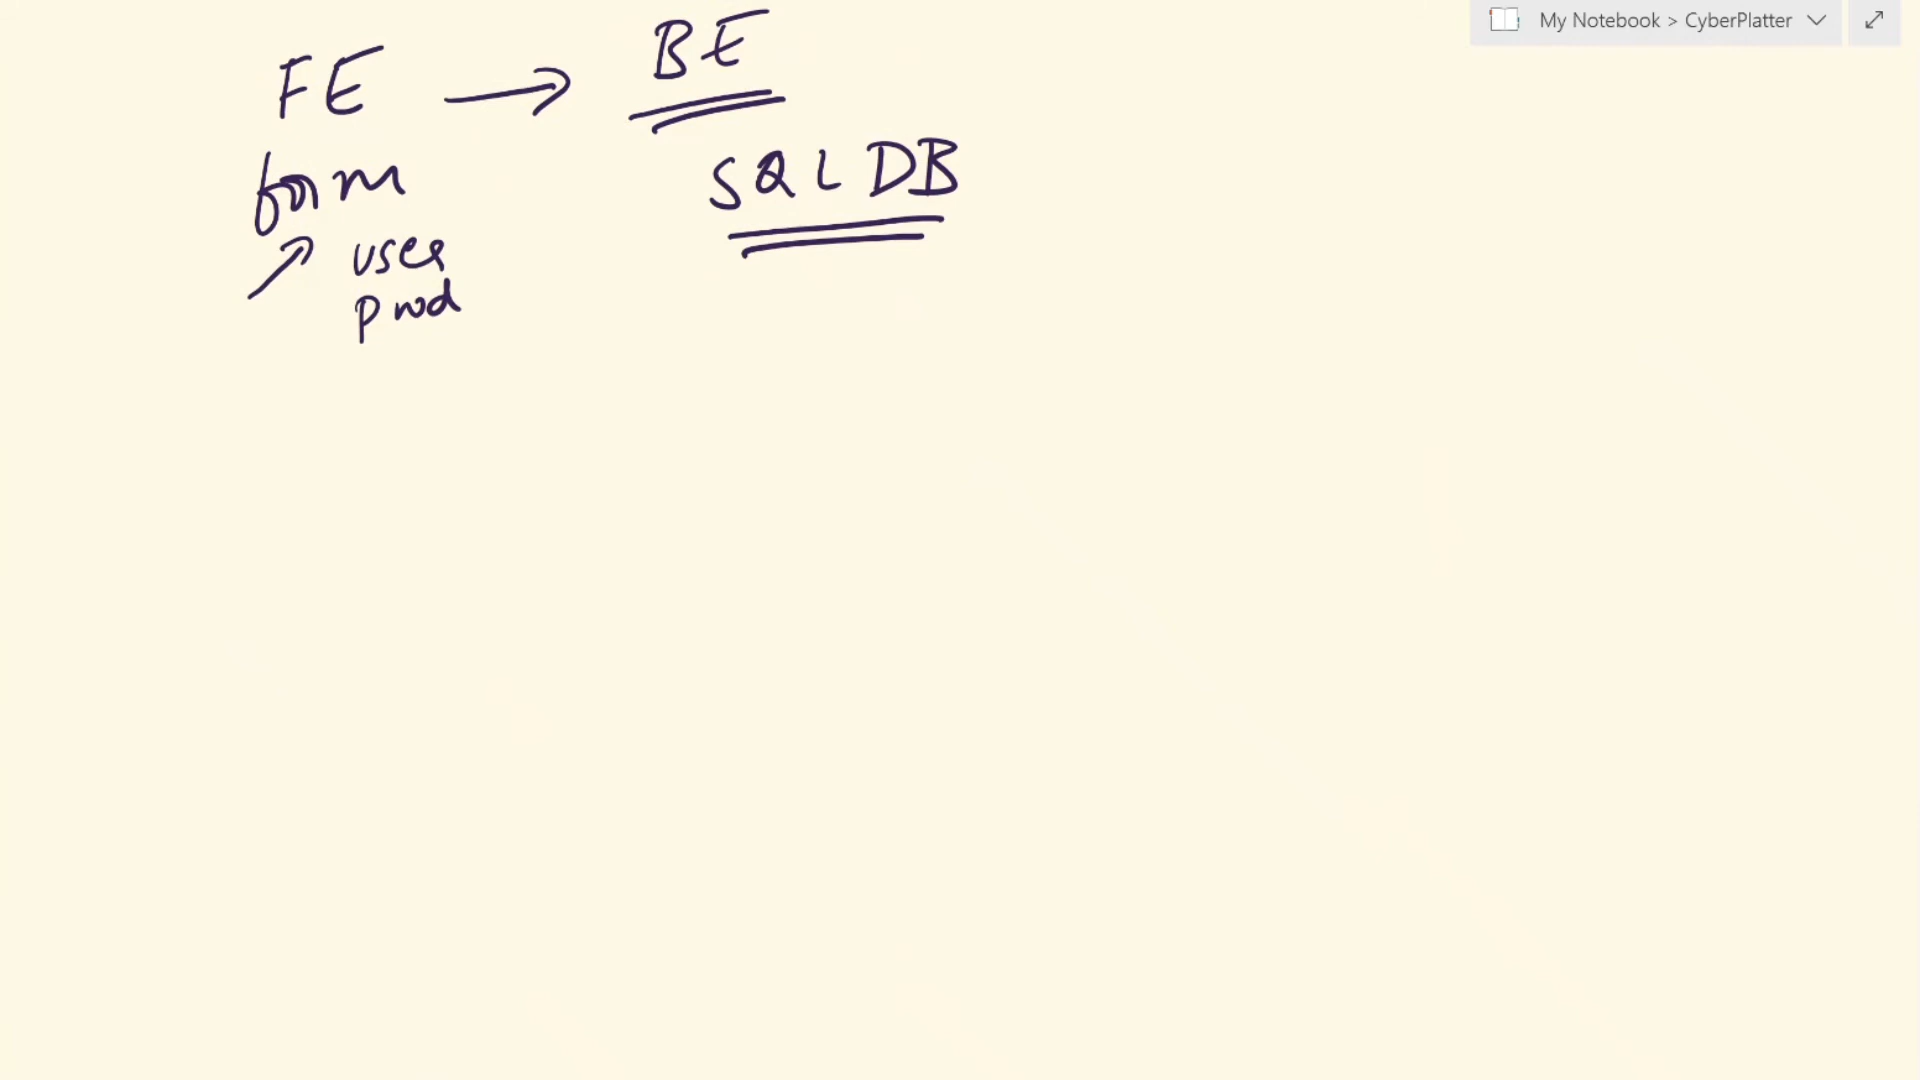 My Notebook > CyberPlatter
FE → BE
form
SQL DB
user
pwd